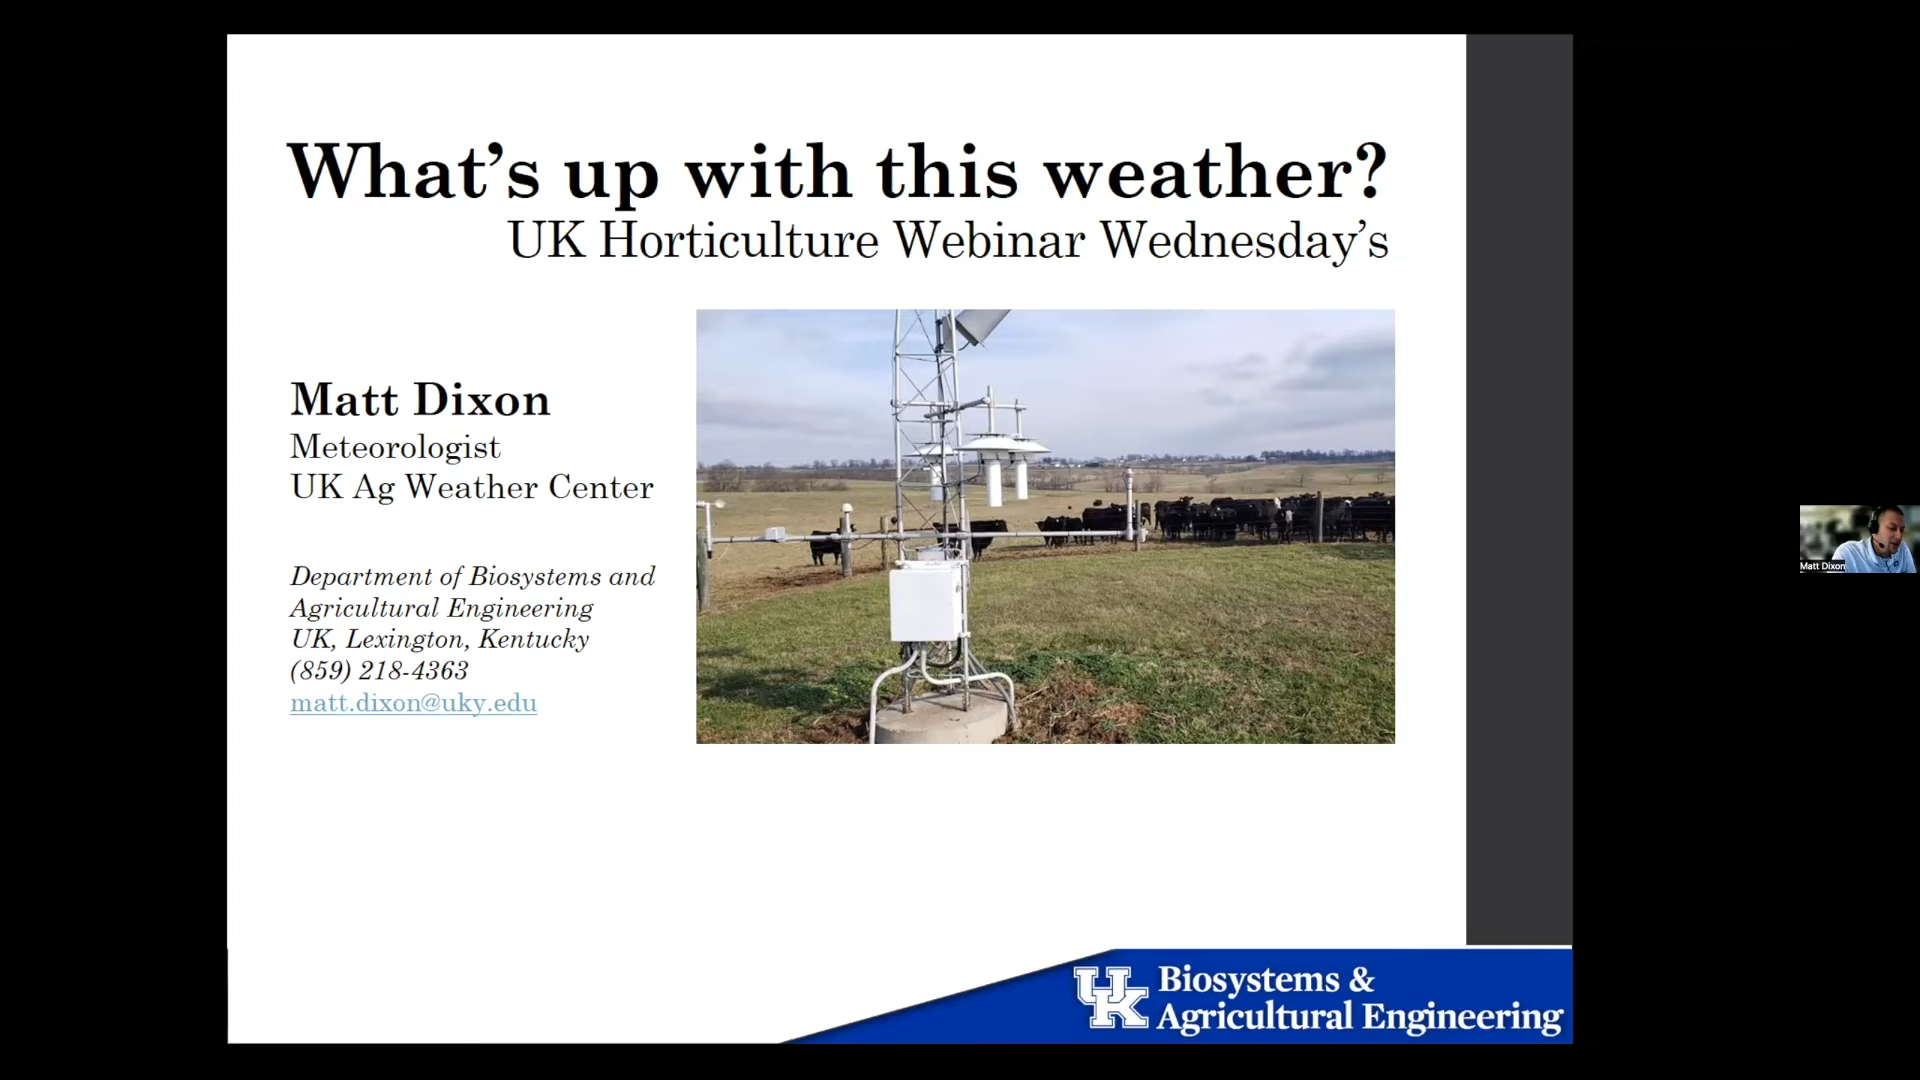 What's up with this weather?
UK Horticulture Webinar Wednesday's
Matt Dixon
Meteorologist
UK Ag Weather Center
Department of Biosystems and
Agricultural Engineering
UK, Lexington, Kentucky
(859) 218-4363
matt.dixon@uky.edu
Matt Dixon
UK Biosystems &
Agricultural Engineering